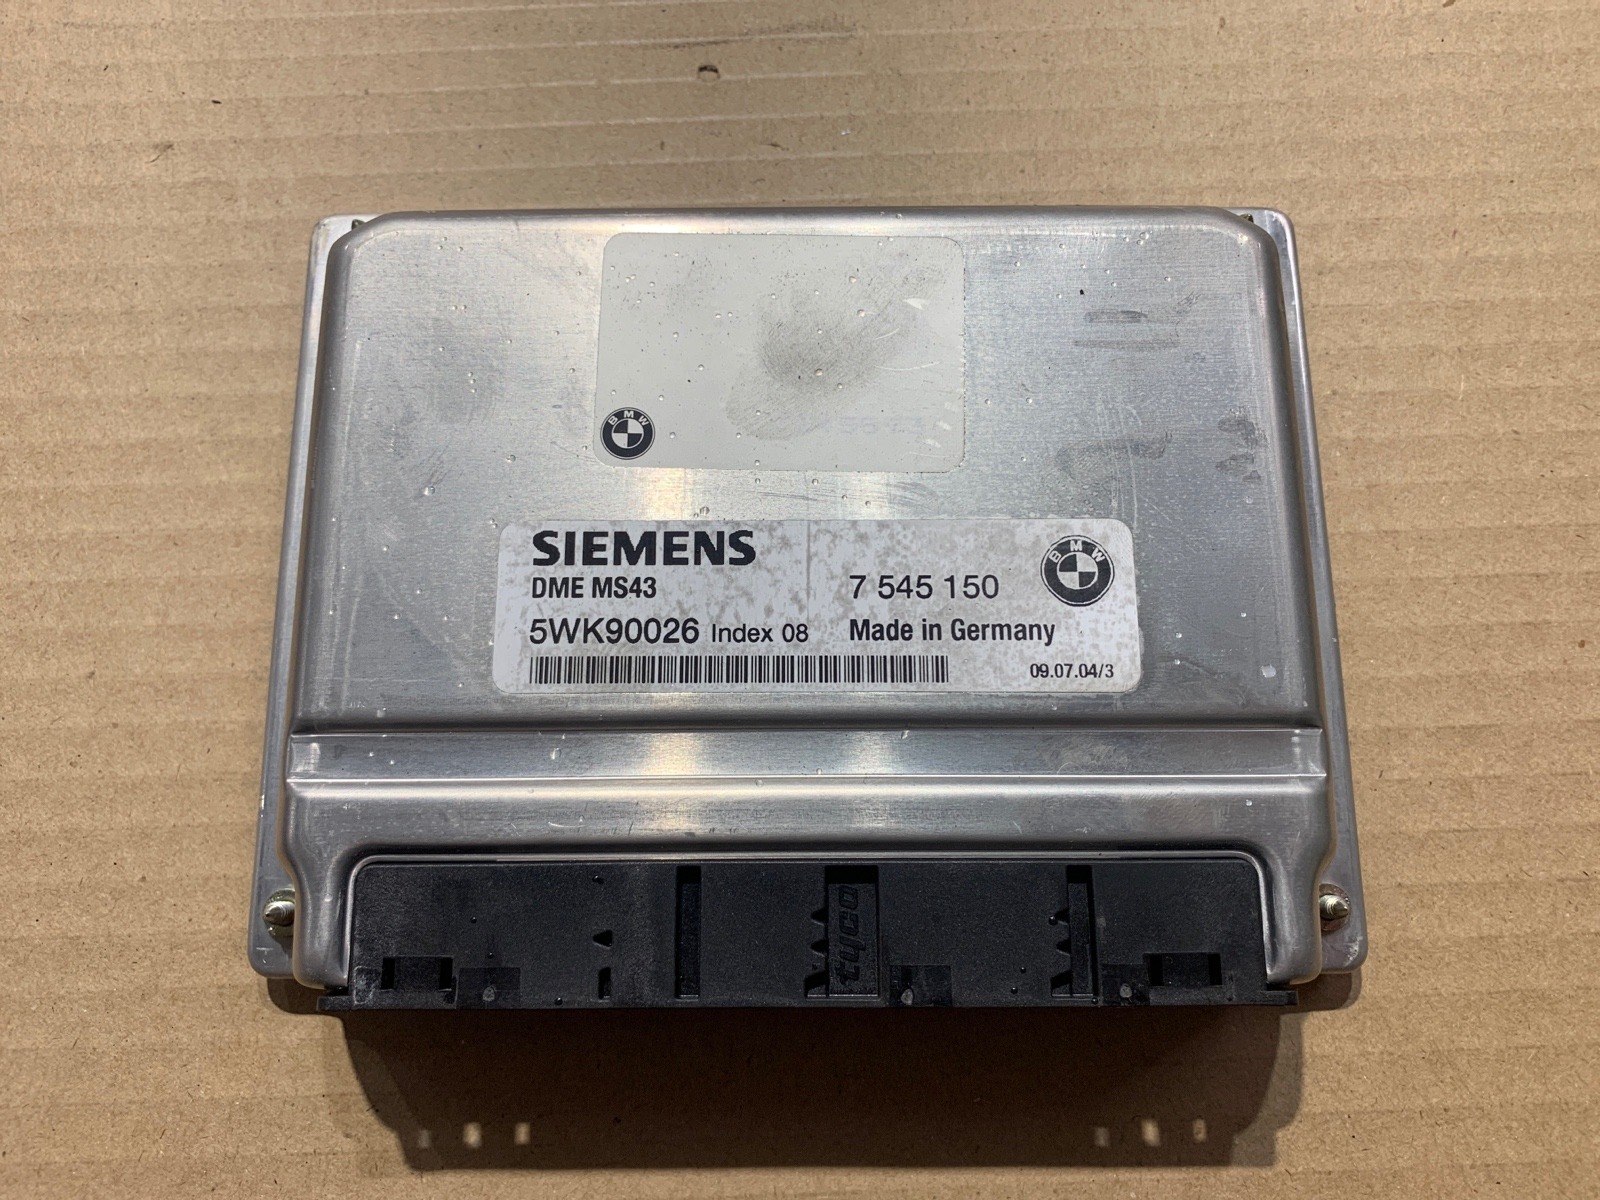 BMW
SIEMENS
DME MS43
7 545 150
BMW
5WK90026 Index 08
Made in Germany
09.07.04/3
tyco